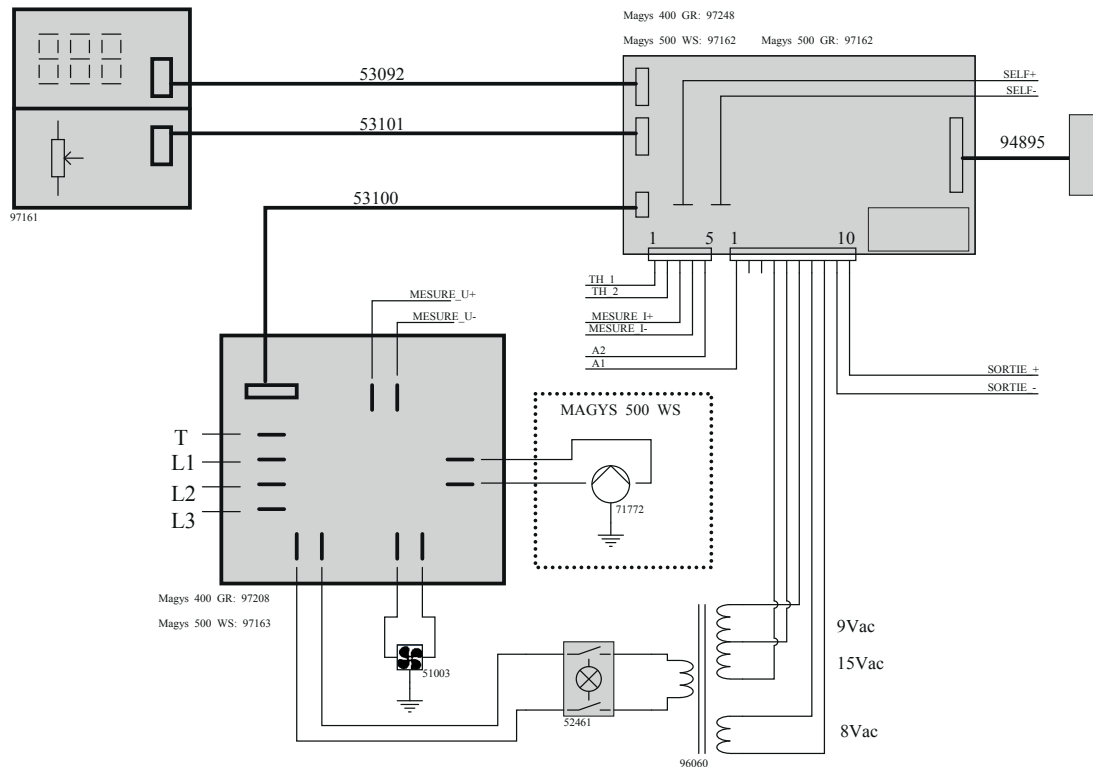 Magys 400 GR: 97248
Magys 500 WS: 97162 Magys 500 GR: 97162
53092
SELF+
SELF-
53101
94895
53100
97161
1 5 1 10
TH_1
TH_2
MESURE_U+
MESURE_U-
MESURE_I+
MESURE_I-
A2
A1
SORTIE_+
SORTIE_-
MAGYS 500 WS
T
L1
L2
L3
71772
Magys 400 GR: 97208
Magys 500 WS: 97163
9Vac
15Vac
51003
52461
8Vac
96060